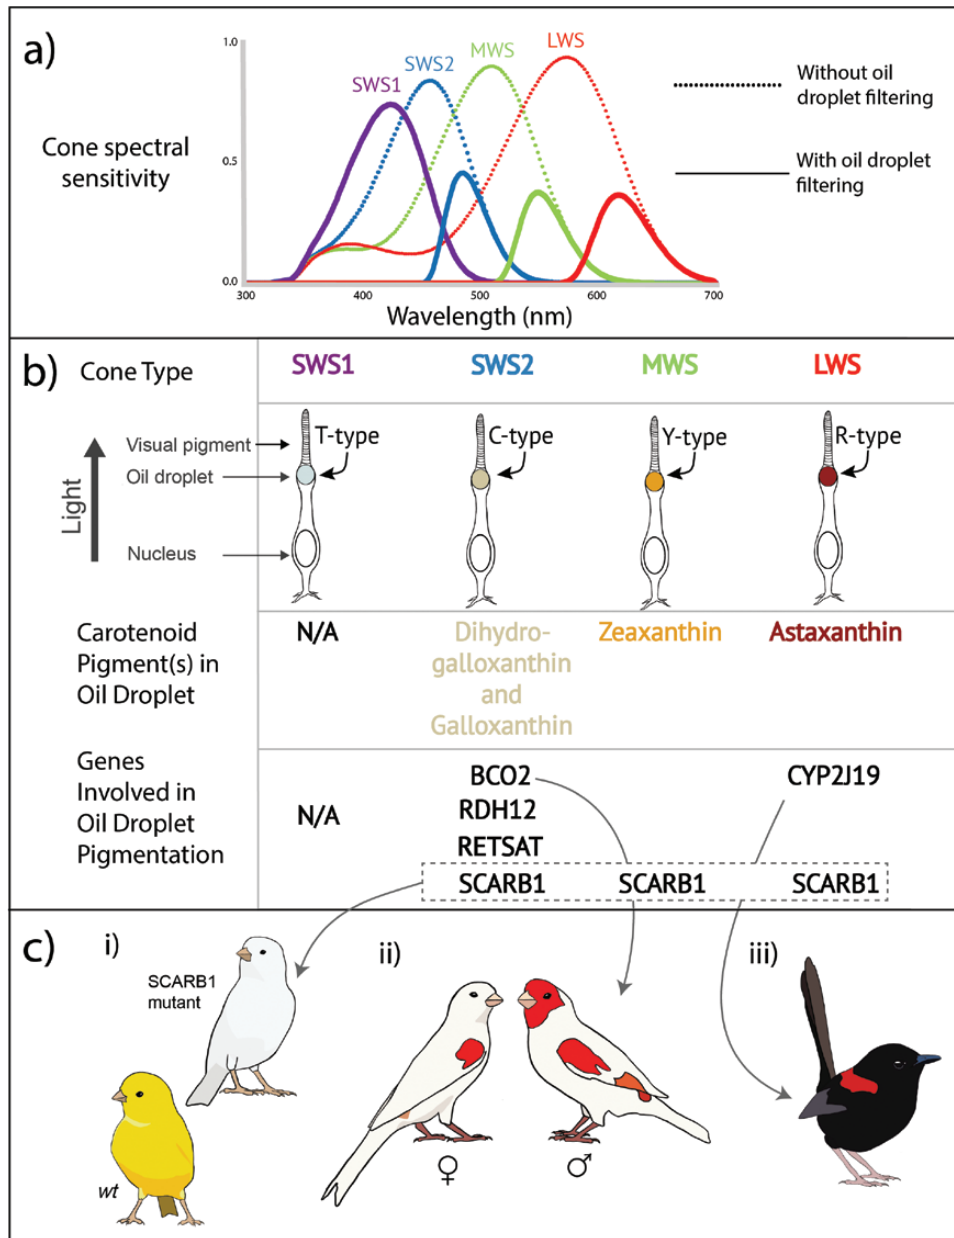 a)
1.0
0.5
0.0
Cone spectral
sensitivity
SWS1
SWS2
MWS
LWS
300
400
500
600
700
Wavelength (nm)
Without oil
droplet filtering
With oil droplet
filtering
b)
Cone Type
SWS1
SWS2
MWS
LWS
Light
Visual pigment
Oil droplet
Nucleus
T-type
C-type
Y-type
R-type
Carotenoid
Pigment(s) in
Oil Droplet
N/A
Dihydro-
galloxanthin
and
Galloxanthin
Zeaxanthin
Astaxanthin
Genes
Involved in
Oil Droplet
Pigmentation
N/A
BCO2
RDH12
RETSAT
SCARB1
SCARB1
CYP2J19
SCARB1
c)
i)
SCARB1
mutant
wt
ii)
♀
♂
iii)